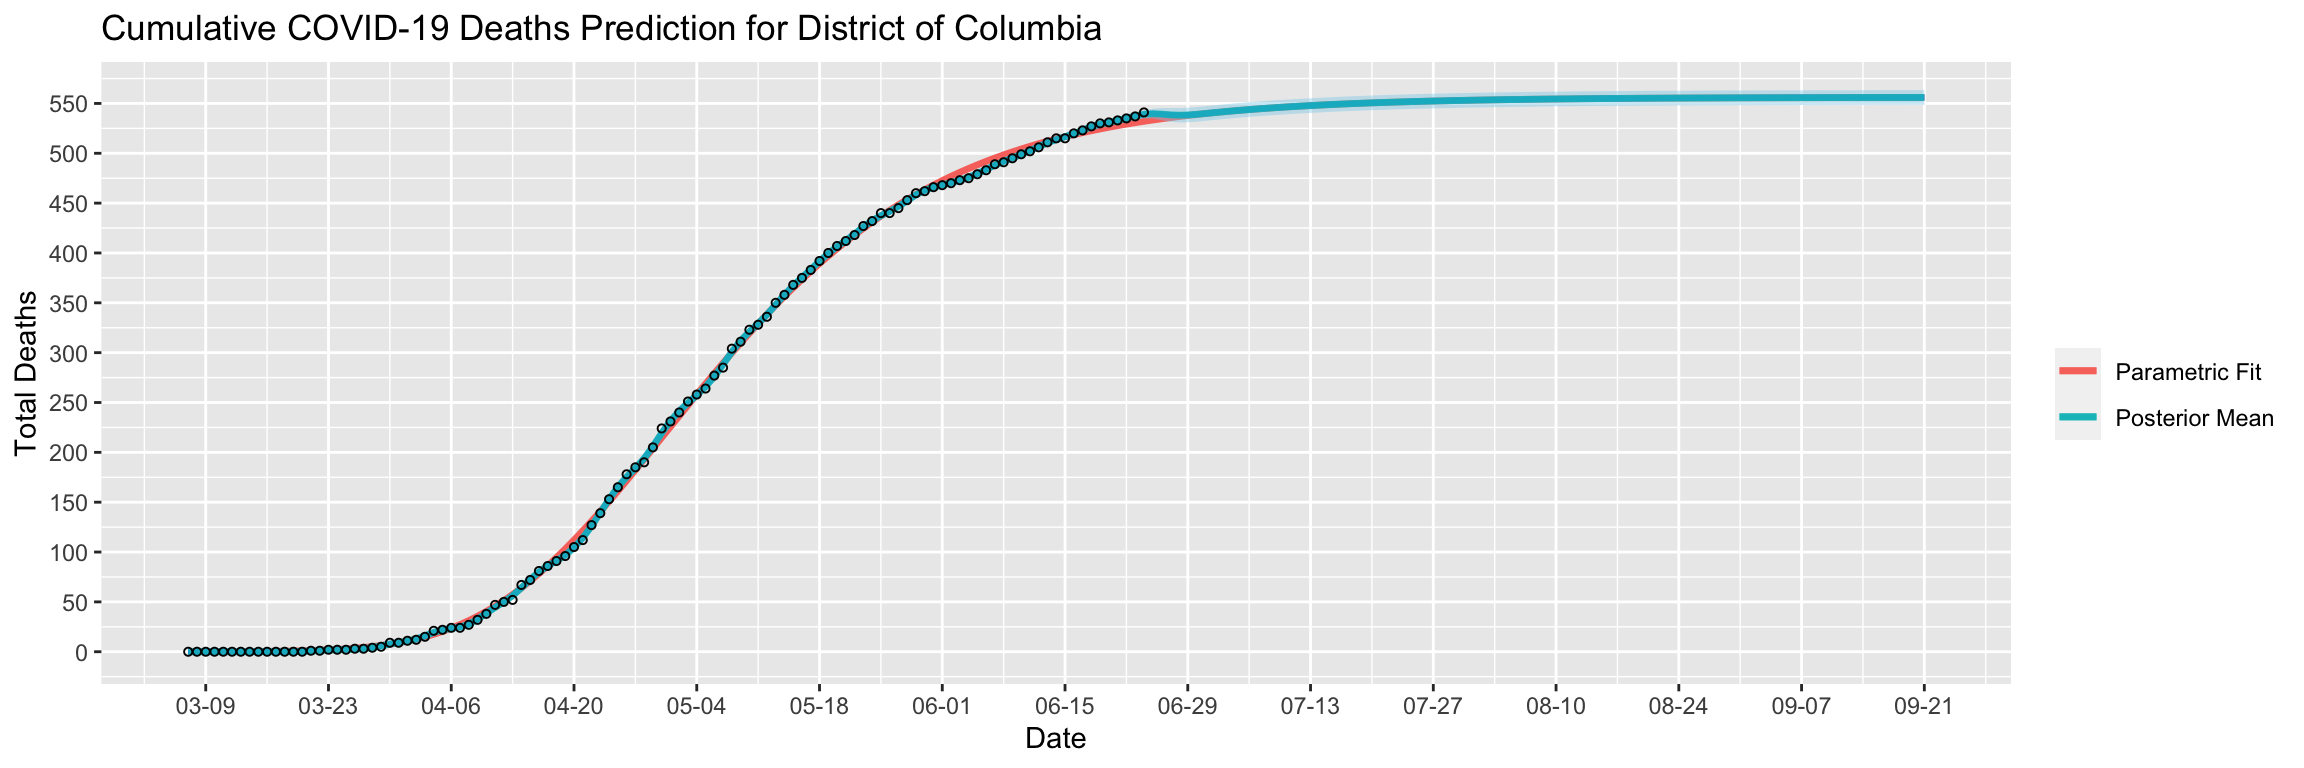 Cumulative COVID-19 Deaths Prediction for District of Columbia
Total Deaths
550
500
450
400
350
300
250
200
150
100
50
0
03-09 03-23 04-06 04-20 05-04 05-18 06-01 06-15 06-29 07-13 07-27 08-10 08-24 09-07 09-21
Date
Parametric Fit
Posterior Mean